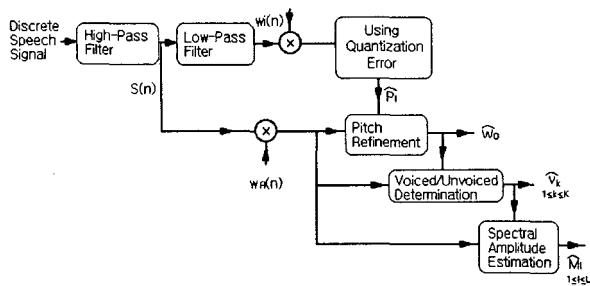 Discrete
Speech
Signal
High-Pass
Filter
Low-Pass
Filter
wI(n)
×
Using
Quantization
Error
S(n)
P̂I
×
wR(n)
Pitch
Refinement
ŵ0
Voiced/Unvoiced
Determination
v̂k
1≤k≤K
Spectral
Amplitude
Estimation
M̂l
1≤l≤L